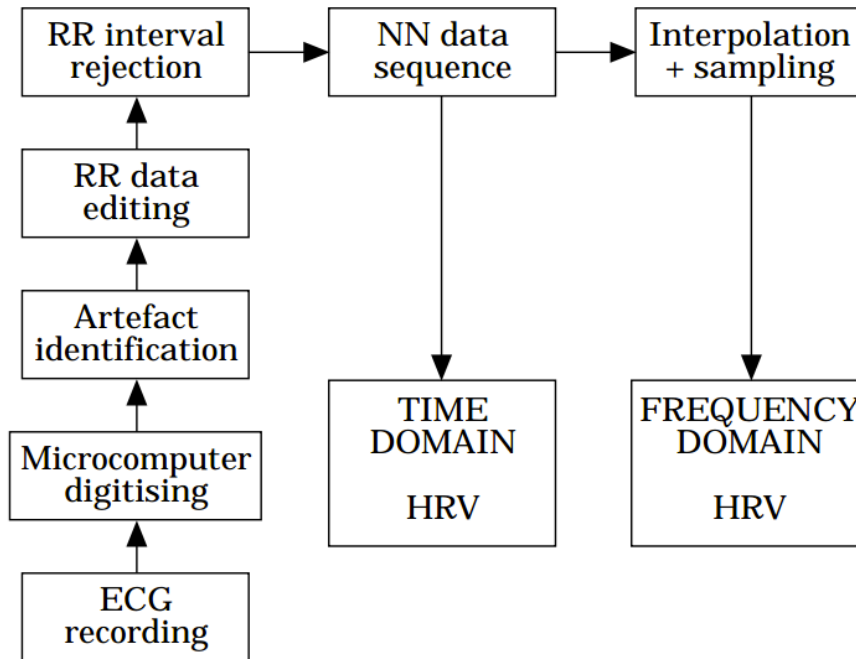 RR interval
rejection
NN data
sequence
Interpolation
+ sampling
RR data
editing
Artefact
identification
Microcomputer
digitising
ECG
recording
TIME
DOMAIN
HRV
FREQUENCY
DOMAIN
HRV